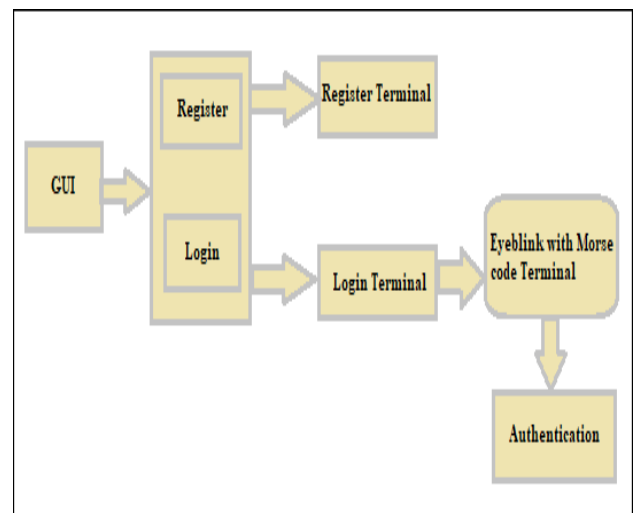 Register
Register Terminal
GUI
Login
Login Terminal
Eyeblink with Morse
code Terminal
Authentication